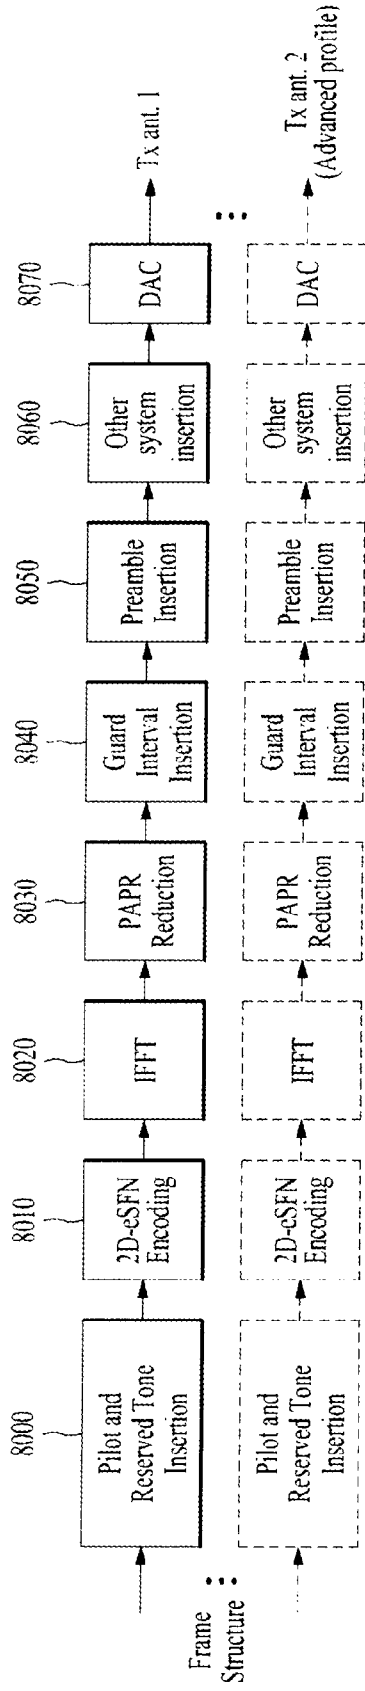 Frame
Structure
8000
Pilot and
Reserved Tone
Insertion
8010
2D-eSFN
Encoding
8020
IFFT
8030
PAPR
Reduction
8040
Guard
Interval
Insertion
8050
Preamble
Insertion
8060
Other
system
insertion
8070
DAC
Tx ant. 1
Pilot and
Reserved Tone
Insertion
2D-eSFN
Encoding
IFFT
PAPR
Reduction
Guard
Interval
Insertion
Preamble
Insertion
Other
system
insertion
DAC
Tx ant. 2
(Advanced profile)